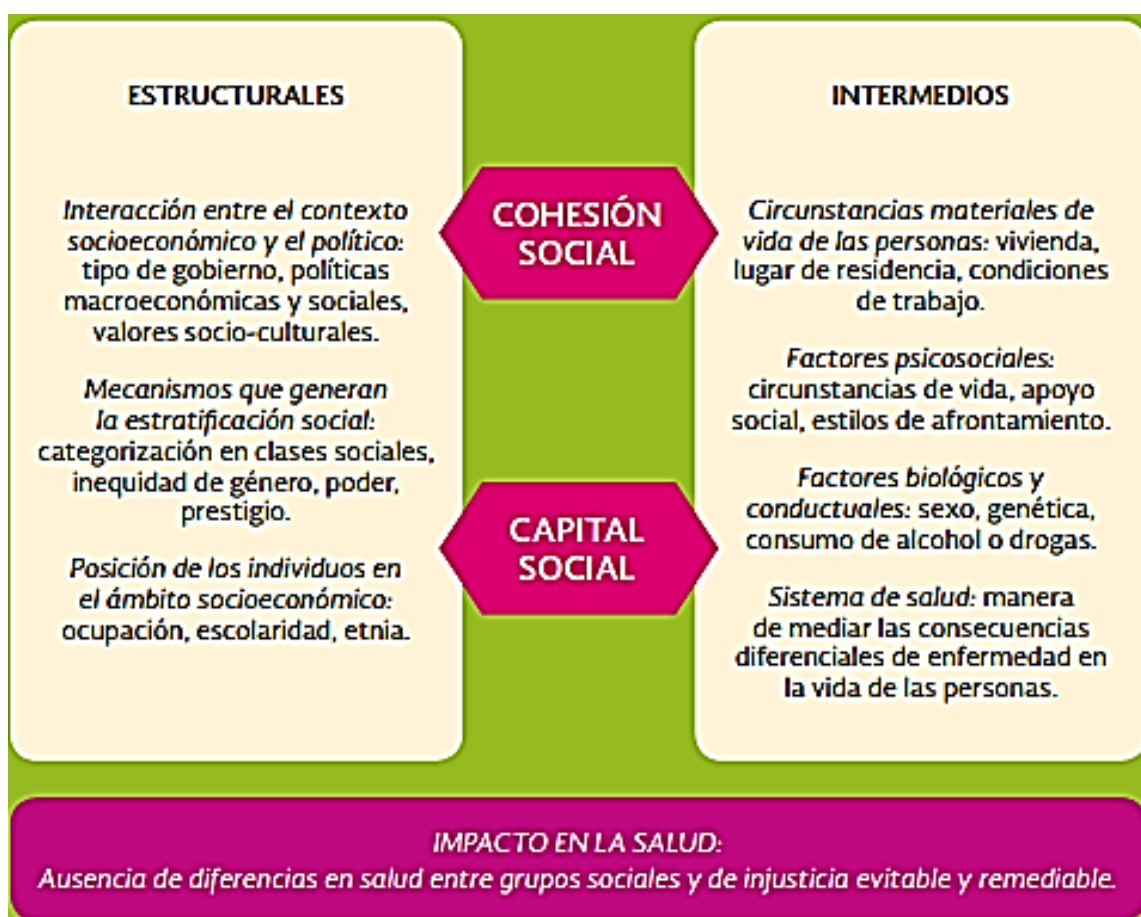 ESTRUCTURALES
Interacción entre el contexto
socioeconómico y el político:
tipo de gobierno, políticas
macroeconómicas y sociales,
valores socio-culturales.
Mecanismos que generan
la estratificación social:
categorización en clases sociales,
inequidad de género, poder,
prestigio.
Posición de los individuos en
el ámbito socioeconómico:
ocupación, escolaridad, etnia.
COHESIÓN
SOCIAL
CAPITAL
SOCIAL
INTERMEDIOS
Circunstancias materiales de
vida de las personas: vivienda,
lugar de residencia, condiciones
de trabajo.
Factores psicosociales:
circunstancias de vida, apoyo
social, estilos de afrontamiento.
Factores biológicos y
conductuales: sexo, genética,
consumo de alcohol o drogas.
Sistema de salud: manera
de mediar las consecuencias
diferenciales de enfermedad en
la vida de las personas.
IMPACTO EN LA SALUD:
Ausencia de diferencias en salud entre grupos sociales y de injusticia evitable y remediable.